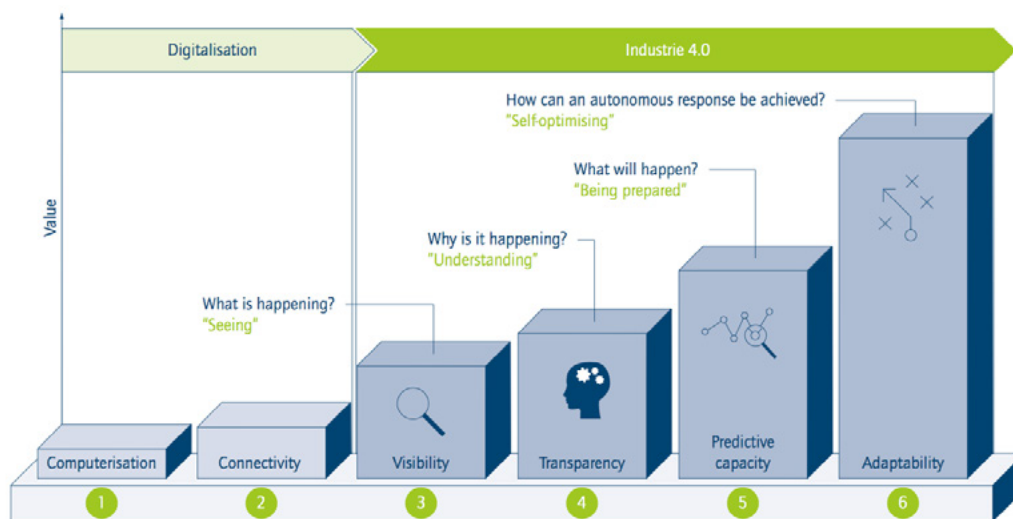 Digitalisation
Industrie 4.0
Value
How can an autonomous response be achieved?
"Self-optimising"
What will happen?
"Being prepared"
Why is it happening?
"Understanding"
What is happening?
"Seeing"
Computerisation
Connectivity
Visibility
Transparency
Predictive
capacity
Adaptability
1
2
3
4
5
6